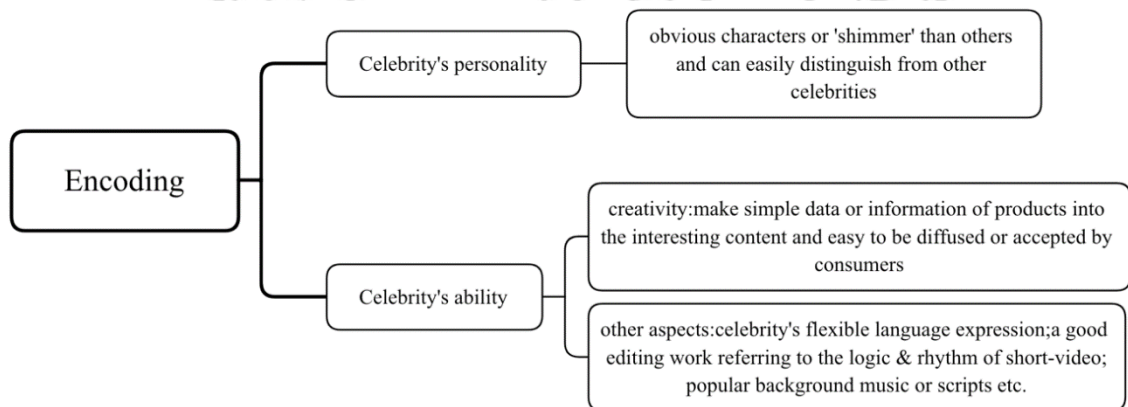 Celebrity's personality
obvious characters or 'shimmer' than others
and can easily distinguish from other
celebrities
Encoding
Celebrity's ability
creativity:make simple data or information of products into
the interesting content and easy to be diffused or accepted by
consumers
other aspects:celebrity's flexible language expression;a good
editing work referring to the logic & rhythm of short-video;
popular background music or scripts etc.